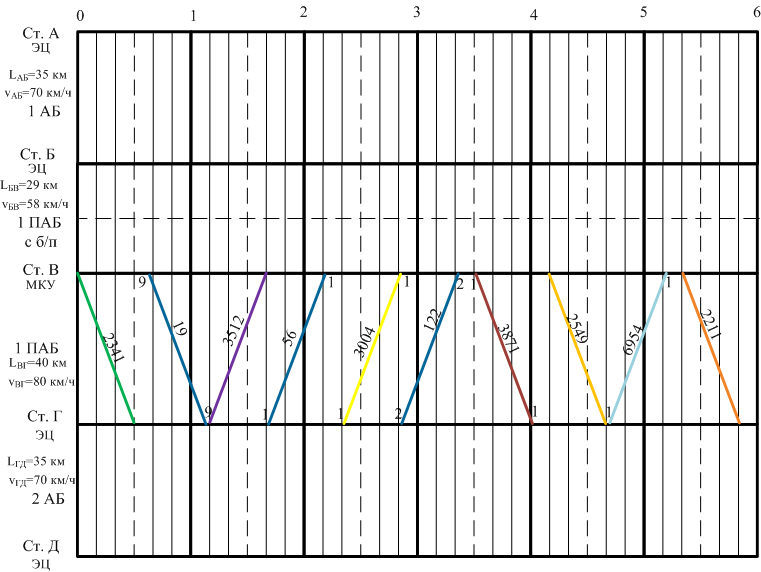 0 1 2 3 4 5 6
Ст. А
ЭЦ
LАБ=35 км
vАБ=70 км/ч
1 АБ
Ст. Б
ЭЦ
LБВ=29 км
vБВ=58 км/ч
1 ПАБ
с б/п
Ст. В
МКУ
9 1 1 2 1 1
2341 19 3512 56 3004 122 3871 2549 6954 2211
1 ПАБ
LВГ=40 км
vВГ=80 км/ч
9 1 1 2 1 1
Ст. Г
ЭЦ
LГД=35 км
vГД=70 км/ч
2 АБ
Ст. Д
ЭЦ